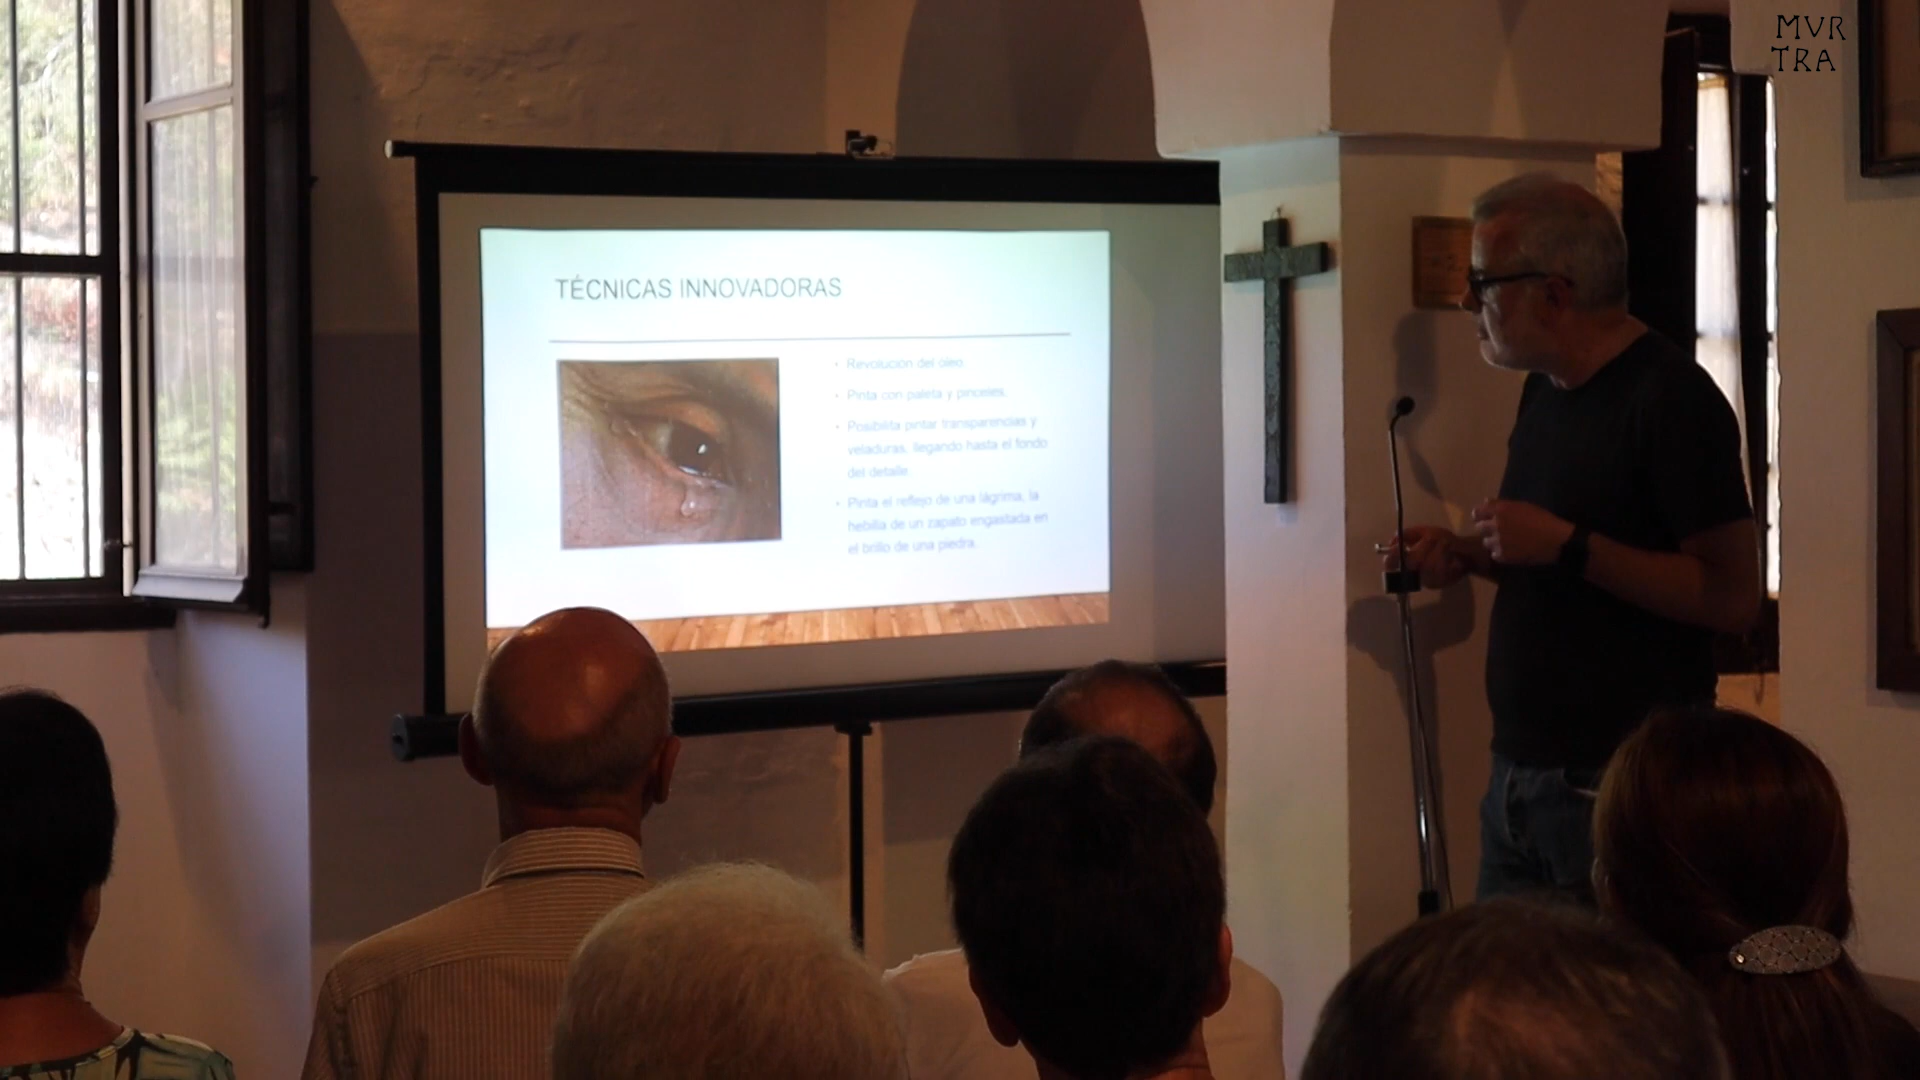 MVR
TRA
TÉCNICAS INNOVADORAS
Revolución del óleo.
Pinta con paleta y pinceles.
Posibilita pintar transparencias y
veladuras, llegando hasta el fondo
del detalle.
Pinta el reflejo de una lágrima, la
hebilla de un zapato engastada en
el brillo de una piedra.